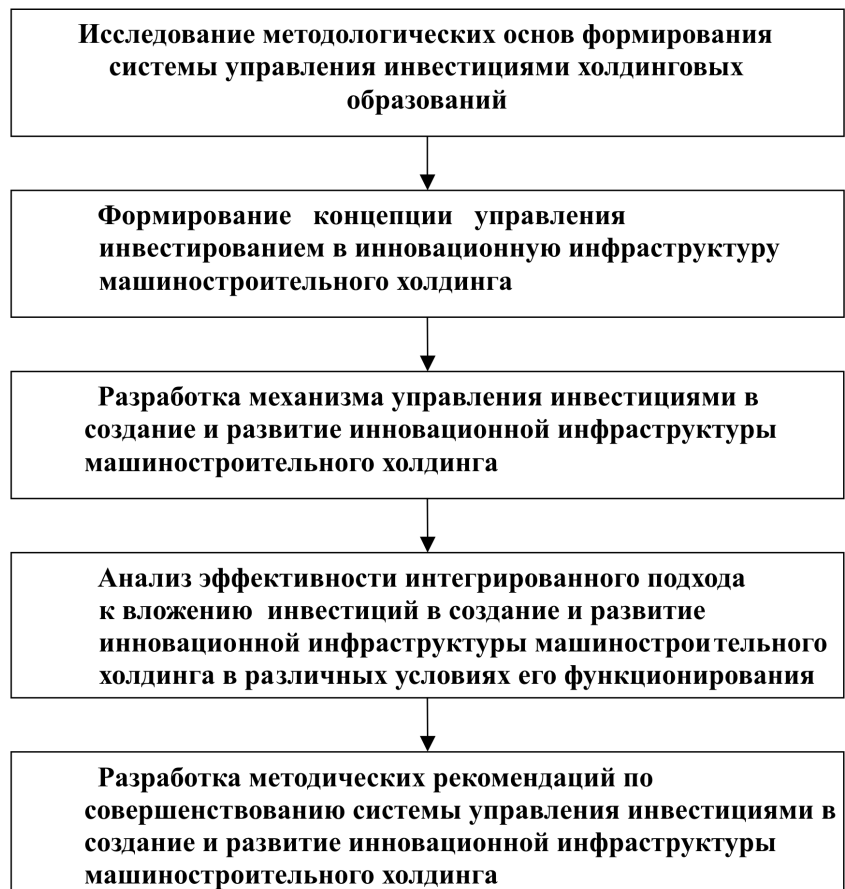 Исследование методологических основ формирования
системы управления инвестициями холдинговых
образований
Формирование концепции управления
инвестированием в инновационную инфраструктуру
машиностроительного холдинга
Разработка механизма управления инвестициями в
создание и развитие инновационной инфраструктуры
машиностроительного холдинга
Анализ эффективности интегрированного подхода
к вложению инвестиций в создание и развитие
инновационной инфраструктуры машиностроительного
холдинга в различных условиях его функционирования
Разработка методических рекомендаций по
совершенствованию системы управления инвестициями в
создание и развитие инновационной инфраструктуры
машиностроительного холдинга